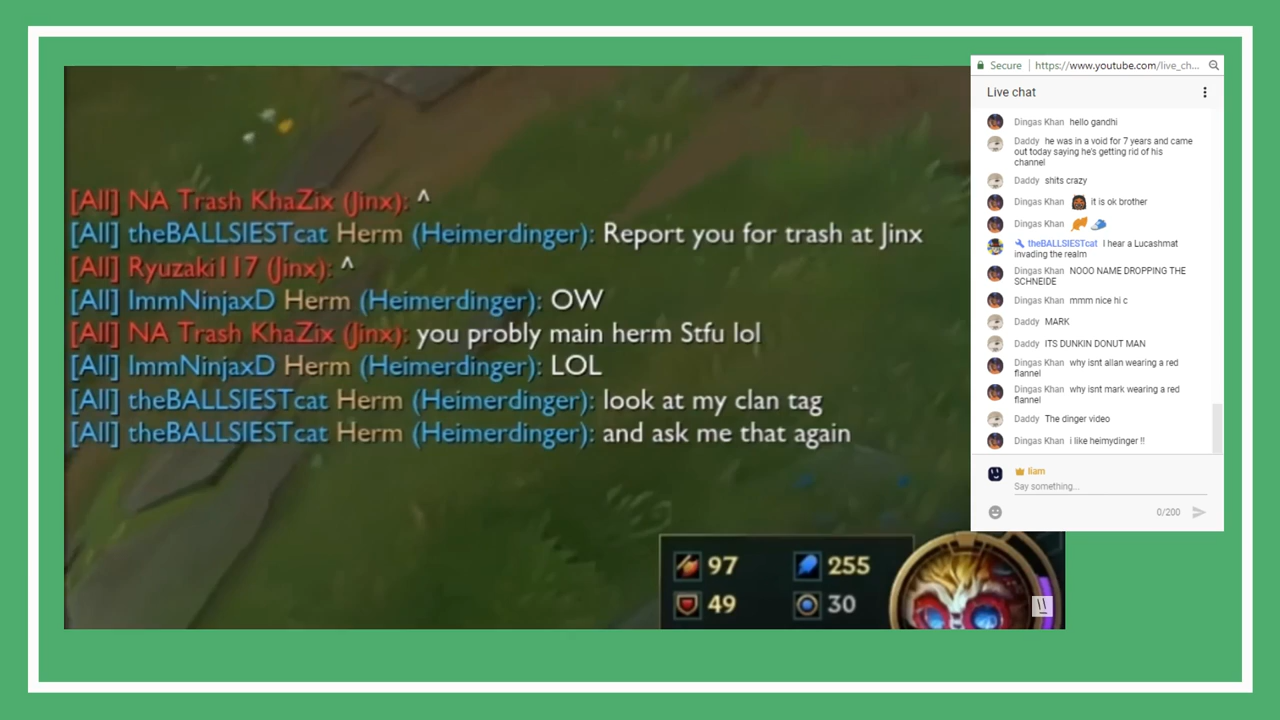 [All] NA Trash KhaZix (Jinx): ^
[All] theBALLSIESTcat Herm (Heimerdinger): Report you for trash at Jinx
[All] Ryuzaki117 (Jinx): ^
[All] ImmNinjaxD Herm (Heimerdinger): OW
[All] NA Trash KhaZix (Jinx): you probly main herm Stfu lol
[All] ImmNinjaxD Herm (Heimerdinger): LOL
[All] theBALLSIESTcat Herm (Heimerdinger): look at my clan tag
[All] theBALLSIESTcat Herm (Heimerdinger): and ask me that again
97 255
49 30
Secure https://www.youtube.com/live_ch...
Live chat
Dingas Khan hello gandhi
Daddy he was in a void for 7 years and came
out today saying he's getting rid of his
channel
Daddy shits crazy
Dingas Khan it is ok brother
Dingas Khan
theBALLSIESTcat I hear a Lucashmat
invading the realm
Dingas Khan NOOO NAME DROPPING THE
SCHNEIDE
Dingas Khan mmm nice hi c
Daddy MARK
Daddy ITS DUNKIN DONUT MAN
Dingas Khan why isnt allan wearing a red
flannel
Dingas Khan why isnt mark wearing a red
flannel
Daddy The dinger video
Dingas Khan i like heimydinger !!
liam
Say something...
0/200